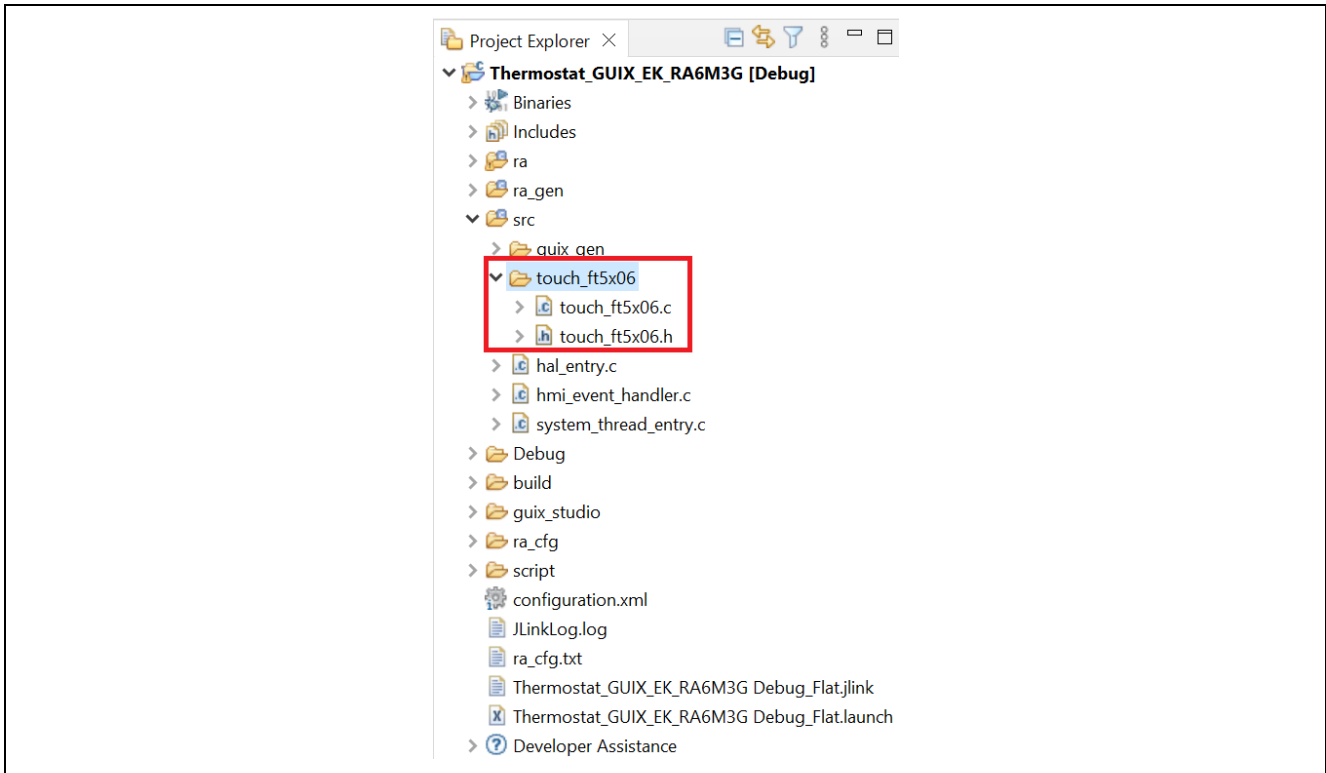 Project Explorer
Thermostat_GUIX_EK_RA6M3G [Debug]
Binaries
Includes
ra
ra_gen
src
guix_gen
touch_ft5x06
touch_ft5x06.c
touch_ft5x06.h
hal_entry.c
hmi_event_handler.c
system_thread_entry.c
Debug
build
guix_studio
ra_cfg
script
configuration.xml
JLinkLog.log
ra_cfg.txt
Thermostat_GUIX_EK_RA6M3G Debug_Flat.jlink
Thermostat_GUIX_EK_RA6M3G Debug_Flat.launch
Developer Assistance